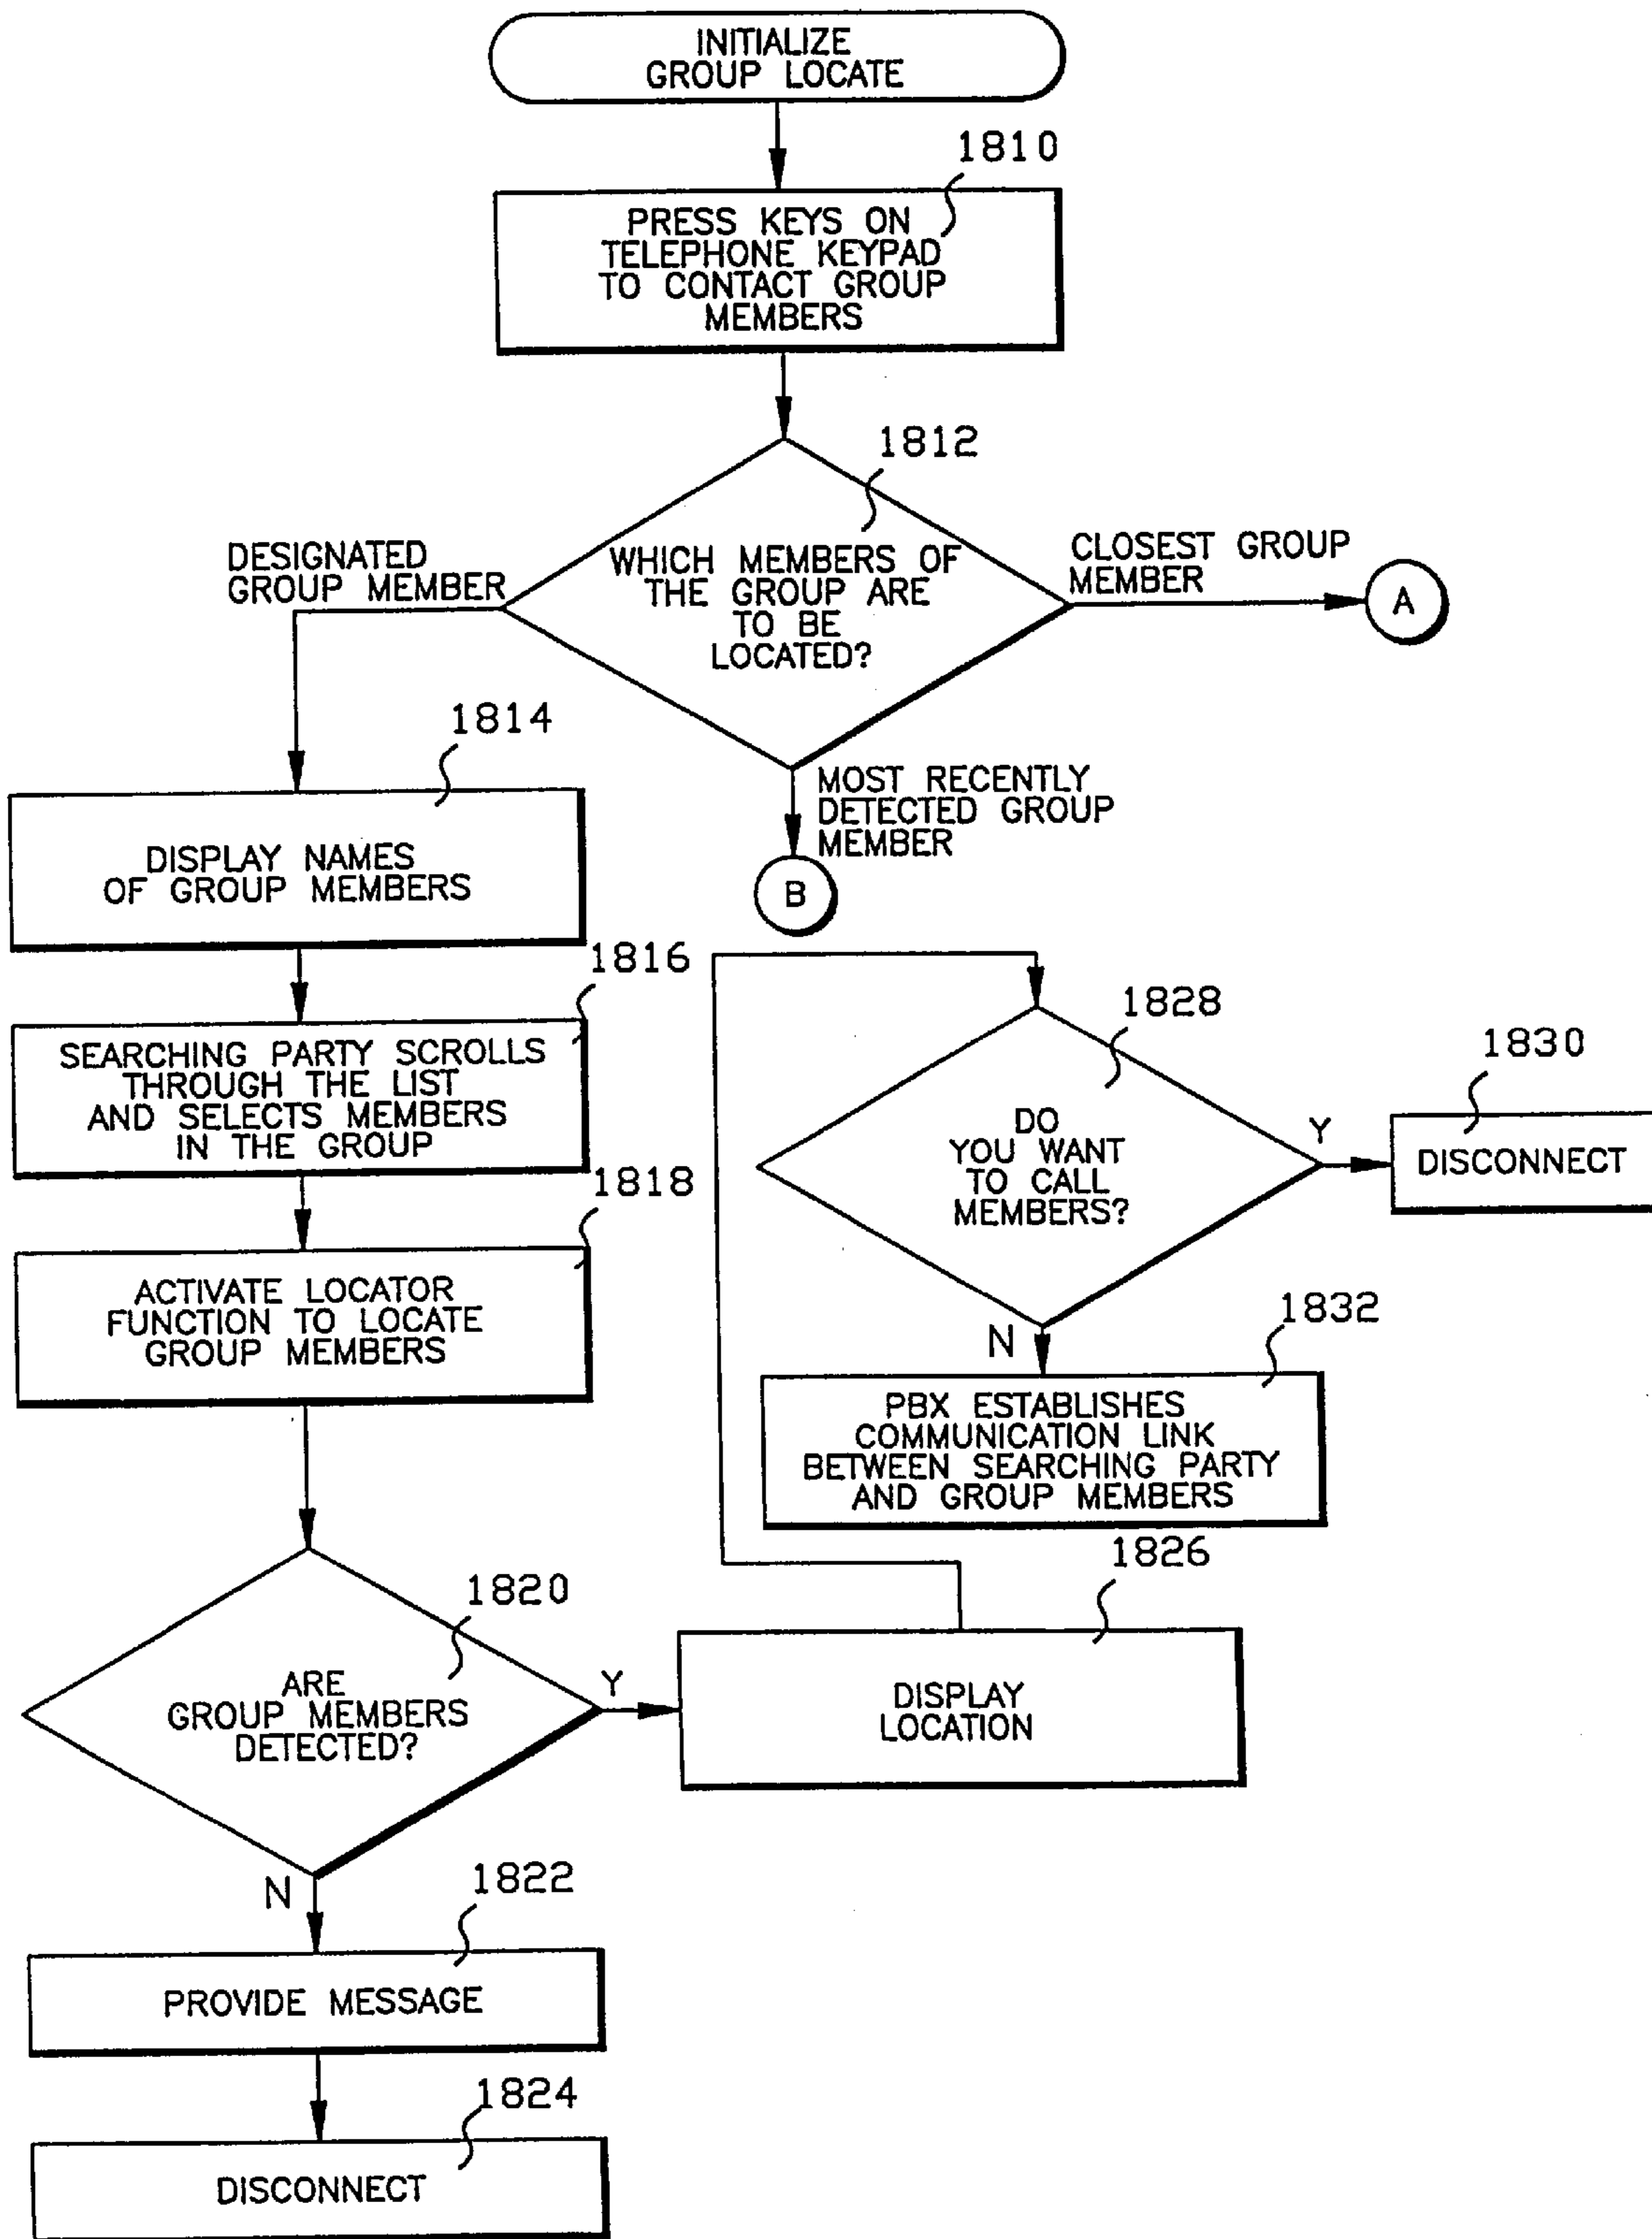 INITIALIZE
GROUP LOCATE
1810
PRESS KEYS ON
TELEPHONE KEYPAD
TO CONTACT GROUP
MEMBERS
1812
WHICH MEMBERS OF
THE GROUP ARE
TO BE
LOCATED?
DESIGNATED
GROUP MEMBER
CLOSEST GROUP
MEMBER
A
MOST RECENTLY
DETECTED GROUP
MEMBER
B
1814
DISPLAY NAMES
OF GROUP MEMBERS
1816
SEARCHING PARTY SCROLLS
THROUGH THE LIST
AND SELECTS MEMBERS
IN THE GROUP
1818
ACTIVATE LOCATOR
FUNCTION TO LOCATE
GROUP MEMBERS
1820
ARE
GROUP MEMBERS
DETECTED?
Y
N
1822
PROVIDE MESSAGE
1824
DISCONNECT
1826
DISPLAY
LOCATION
1828
DO
YOU WANT
TO CALL
MEMBERS?
Y
1830
DISCONNECT
N
1832
PBX ESTABLISHES
COMMUNICATION LINK
BETWEEN SEARCHING PARTY
AND GROUP MEMBERS